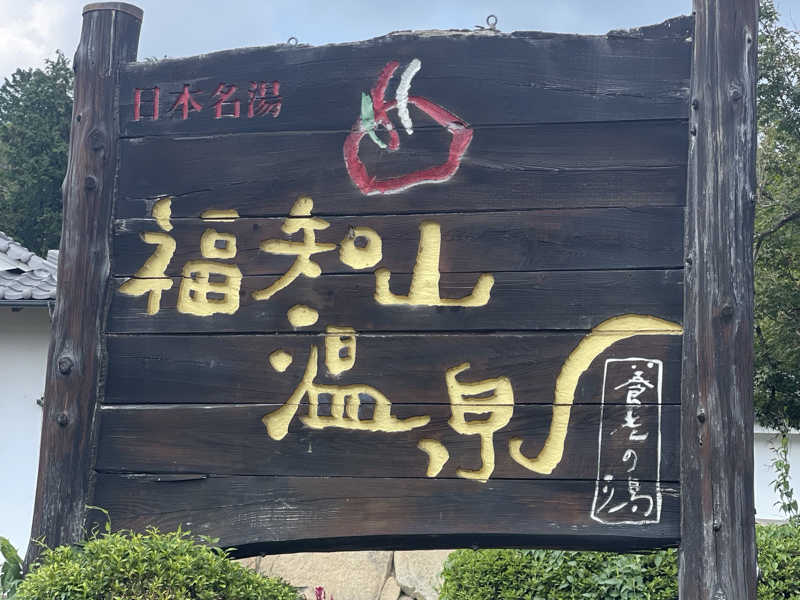 日本名湯
福知山
温泉
養老の湯